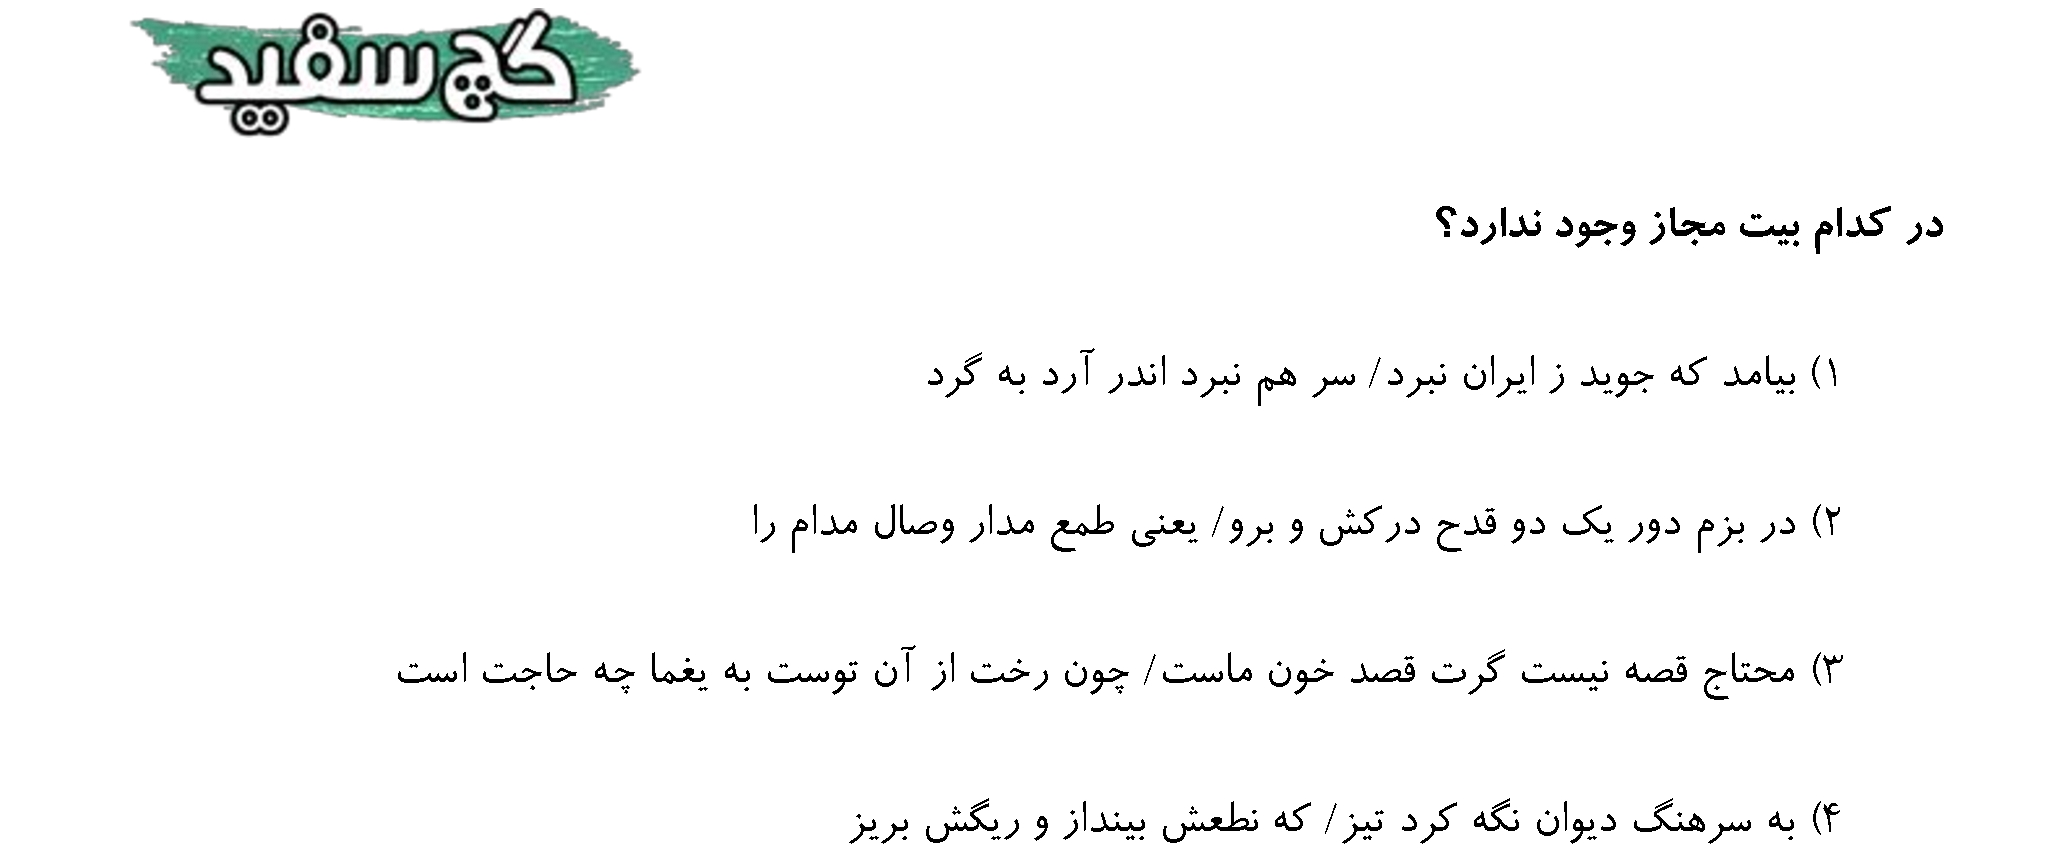 گچ سفید
در کدام بیت مجاز وجود ندارد؟
۱) بیامد که جوید ز ایران نبرد/ سر هم نبرد اندر آرد به گرد
۲) در بزم دور یک دو قدح درکش و برو/ یعنی طمع مدار وصال مدام را
۳) محتاج قصه نیست گرت قصد خون ماست/ چون رخت از آن توست به یغما چه حاجت است
۴) به سرهنگ دیوان نگه کرد تیز/ که نطعش بینداز و ریگش بریز